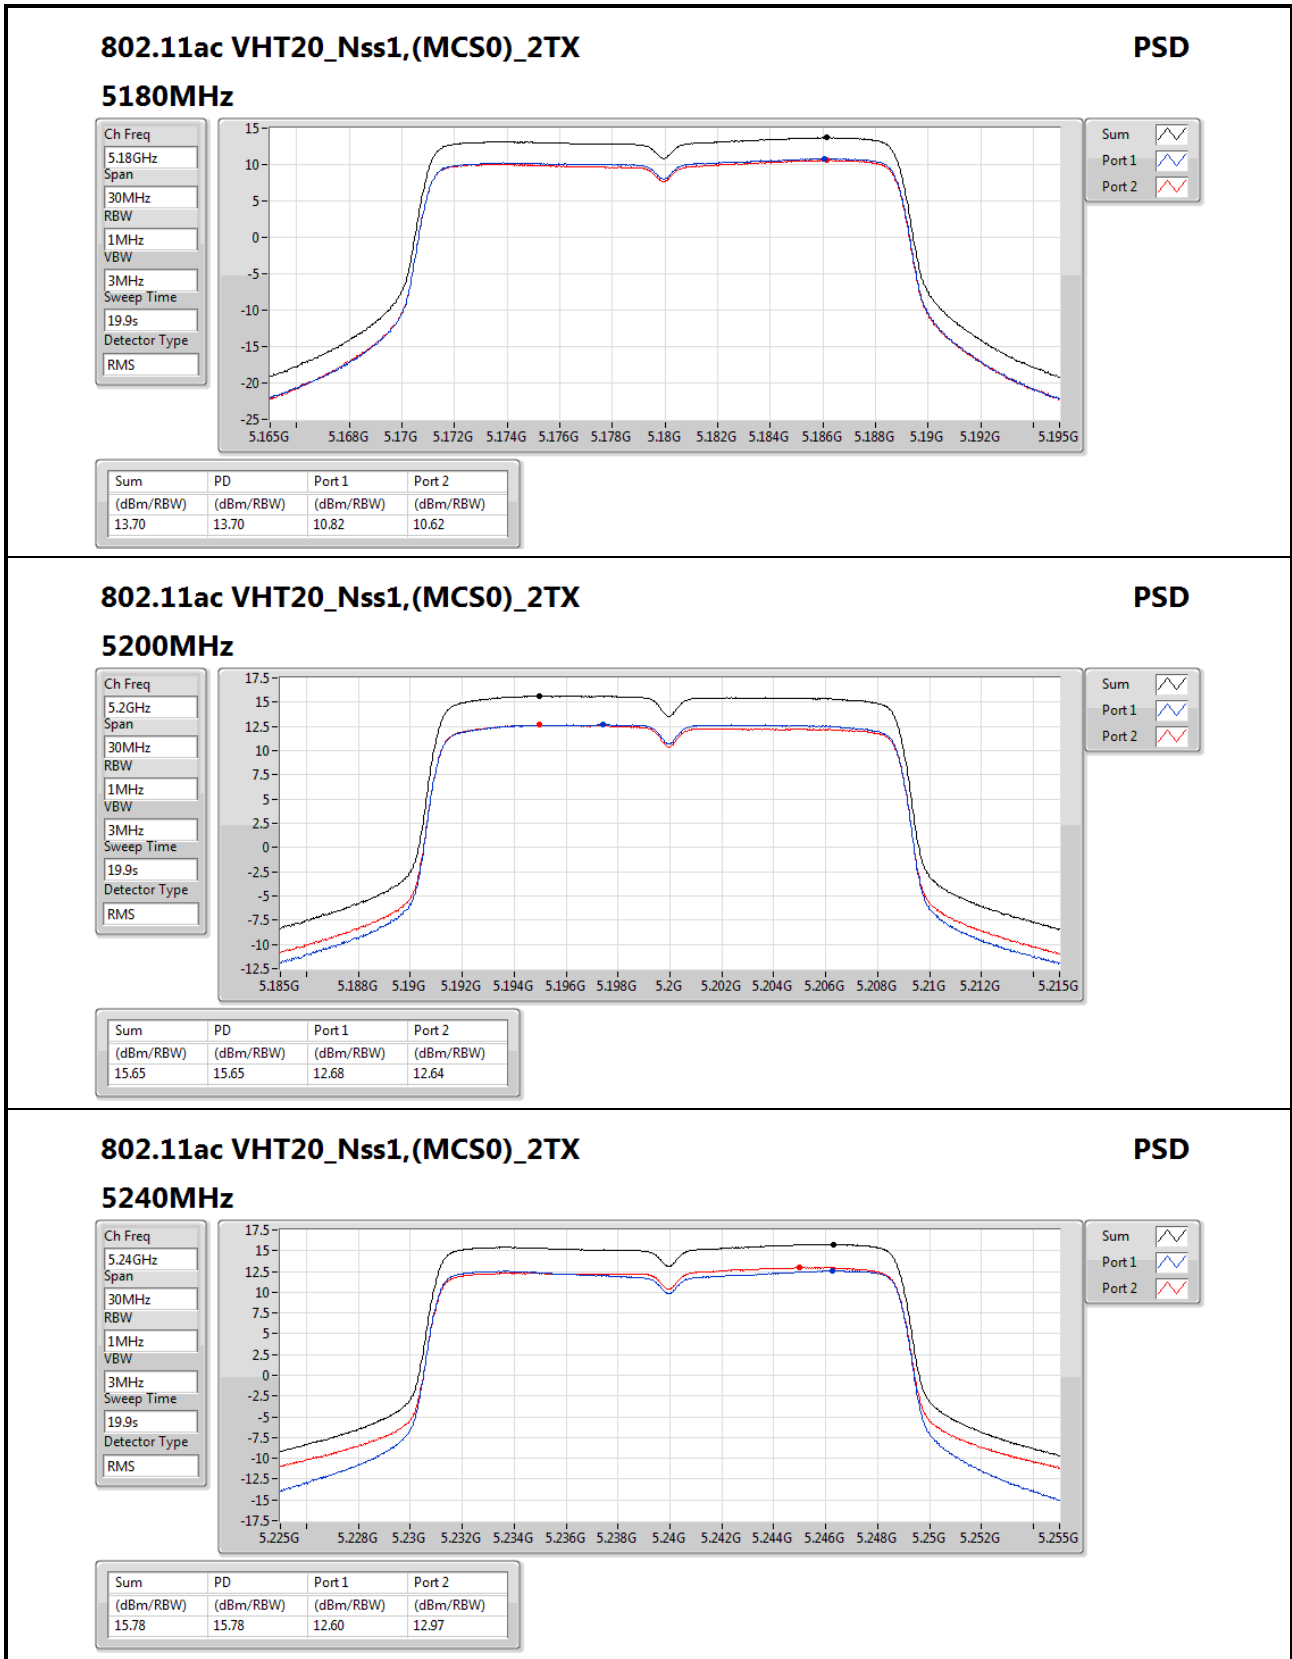 802.11ac VHT20_Nss1,(MCS0)_2TX PSD
5180MHz
Ch Freq
5.18GHz
Span
30MHz
RBW
1MHz
VBW
3MHz
Sweep Time
19.9s
Detector Type
RMS
15
10
5
0
-5
-10
-15
-20
-25
5.165G 5.168G 5.17G 5.172G 5.174G 5.176G 5.178G 5.18G 5.182G 5.184G 5.186G 5.188G 5.19G 5.192G 5.195G
Sum
Port 1
Port 2
Sum PD Port 1 Port 2
(dBm/RBW) (dBm/RBW) (dBm/RBW) (dBm/RBW)
13.70 13.70 10.82 10.62
802.11ac VHT20_Nss1,(MCS0)_2TX PSD
5200MHz
Ch Freq
5.2GHz
Span
30MHz
RBW
1MHz
VBW
3MHz
Sweep Time
19.9s
Detector Type
RMS
17.5
15
12.5
10
7.5
5
2.5
0
-2.5
-5
-7.5
-10
-12.5
5.185G 5.188G 5.19G 5.192G 5.194G 5.196G 5.198G 5.2G 5.202G 5.204G 5.206G 5.208G 5.21G 5.212G 5.215G
Sum
Port 1
Port 2
Sum PD Port 1 Port 2
(dBm/RBW) (dBm/RBW) (dBm/RBW) (dBm/RBW)
15.65 15.65 12.68 12.64
802.11ac VHT20_Nss1,(MCS0)_2TX PSD
5240MHz
Ch Freq
5.24GHz
Span
30MHz
RBW
1MHz
VBW
3MHz
Sweep Time
19.9s
Detector Type
RMS
17.5
15
12.5
10
7.5
5
2.5
0
-2.5
-5
-7.5
-10
-12.5
-15
-17.5
5.225G 5.228G 5.23G 5.232G 5.234G 5.236G 5.238G 5.24G 5.242G 5.244G 5.246G 5.248G 5.25G 5.252G 5.255G
Sum
Port 1
Port 2
Sum PD Port 1 Port 2
(dBm/RBW) (dBm/RBW) (dBm/RBW) (dBm/RBW)
15.78 15.78 12.60 12.97